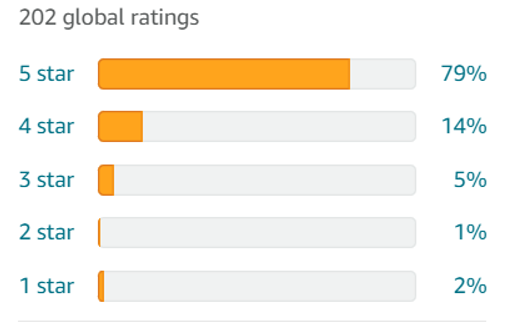 202 global ratings
5 star 79%
4 star 14%
3 star 5%
2 star 1%
1 star 2%